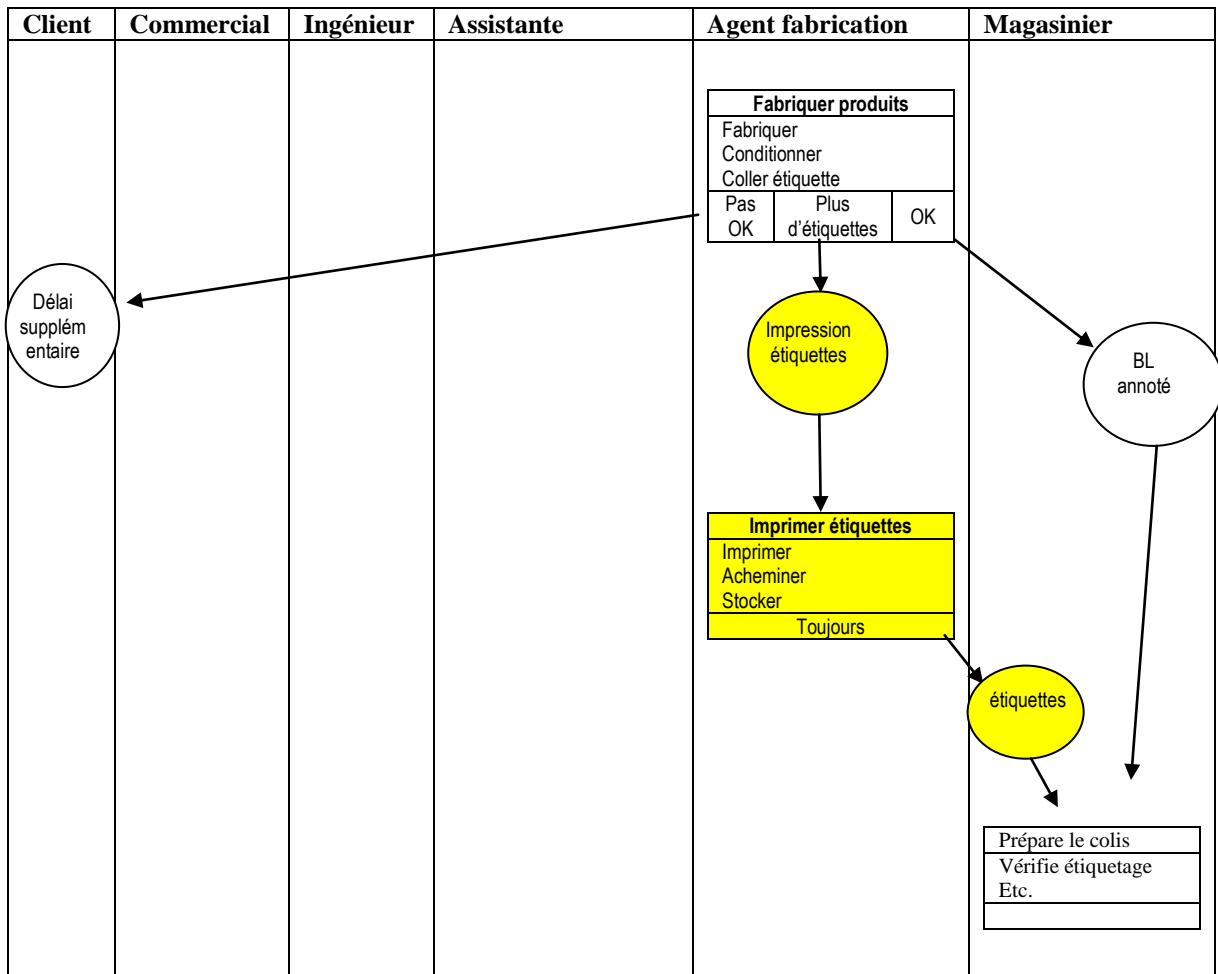 Client Commercial Ingénieur Assistante Agent fabrication Magasinier
Fabriquer produits
Fabriquer
Conditionner
Coller étiquette
Pas
OK
Plus
d'étiquettes
OK
Délai
supplém
entaire
Impression
étiquettes
BL
annoté
Imprimer étiquettes
Imprimer
Acheminer
Stocker
Toujours
étiquettes
Prépare le colis
Vérifie étiquetage
Etc.